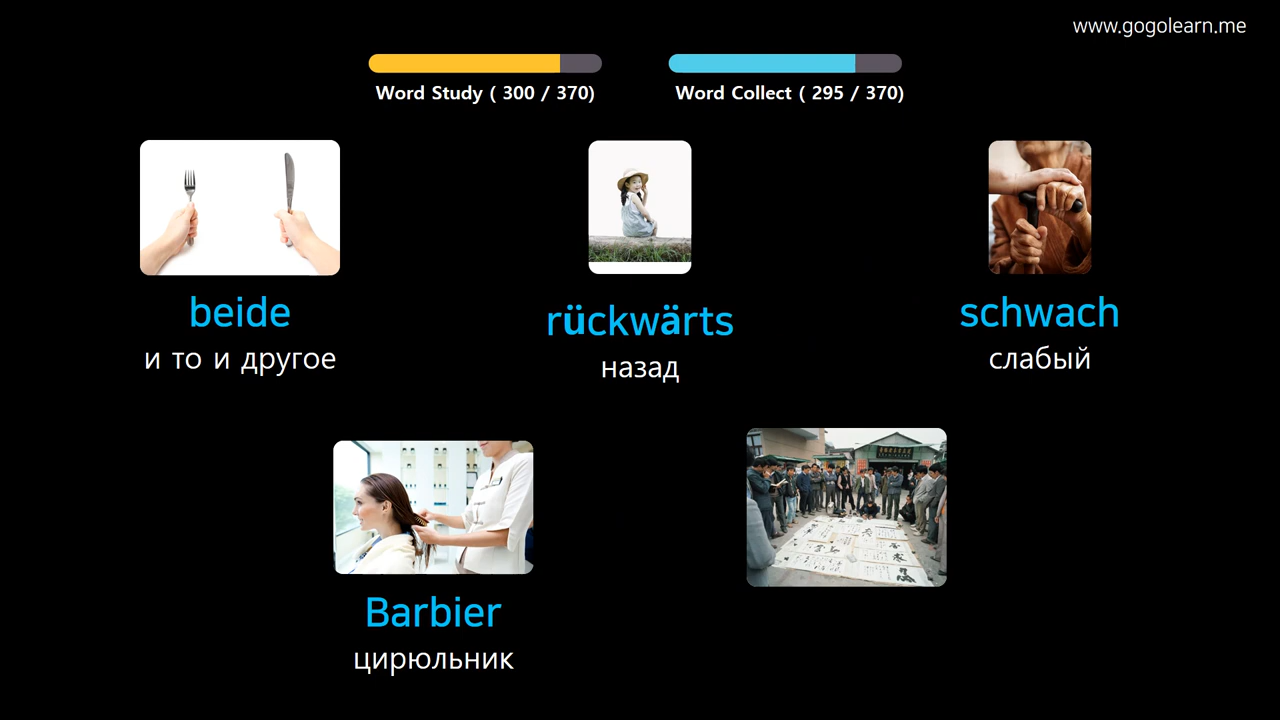 www.gogolearn.me
Word Study ( 300 / 370)
Word Collect ( 295 / 370)
beide
и то и другое
rückwärts
назад
schwach
слабый
Barbier
цирюльник